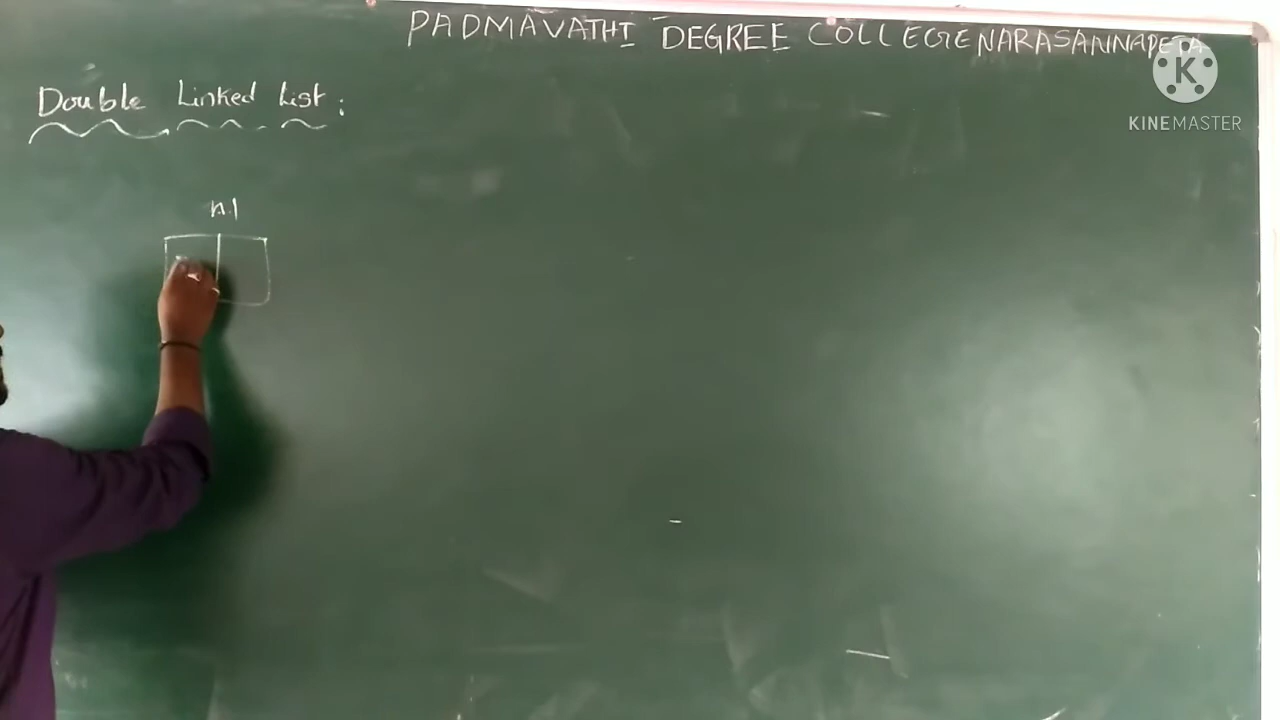 PADMAVATHI DEGREE COLLEGE NARASANNAPETA
K
KINEMASTER
Double Linked List :
n1